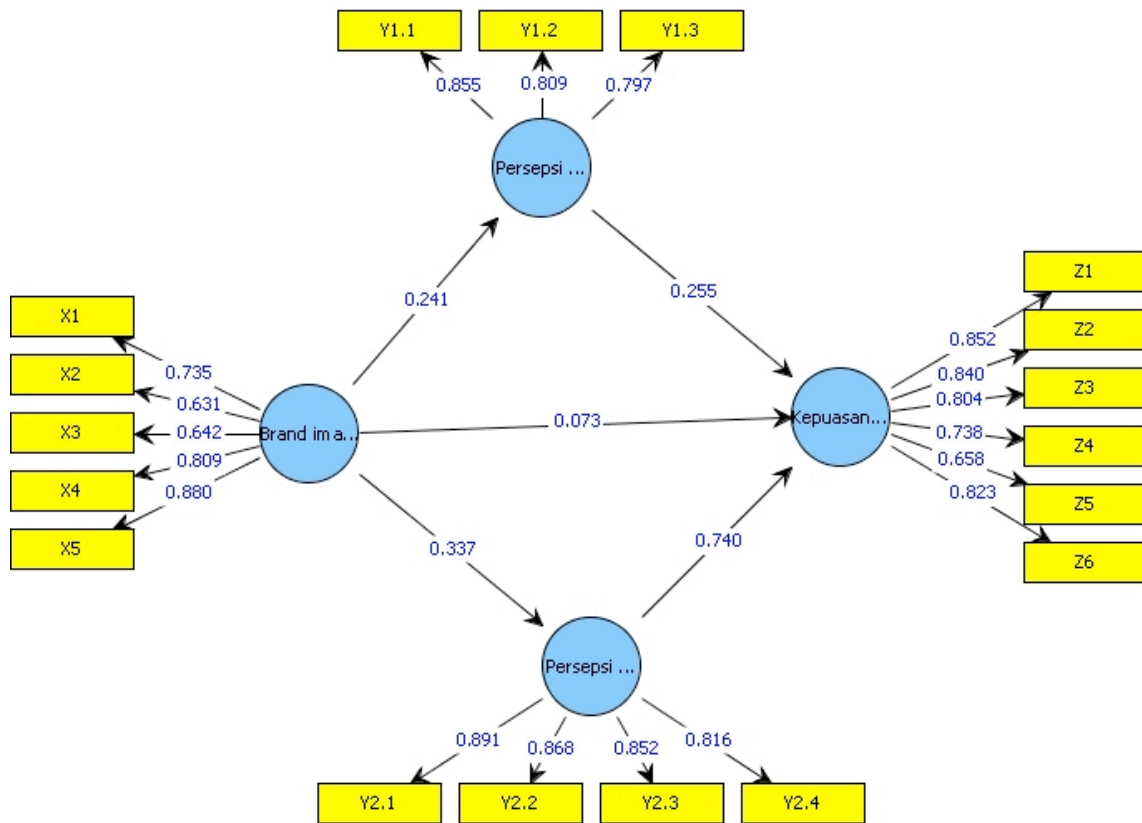 Y1.1
Y1.2
Y1.3
0.855
0.809
0.797
Persepsi ...
0.241
0.255
X1
X2
X3
X4
X5
0.735
0.631
0.642
0.809
0.880
Brand ima...
0.073
Kepuasan...
0.852
0.840
0.804
0.738
0.658
0.823
Z1
Z2
Z3
Z4
Z5
Z6
0.337
0.740
Persepsi ...
0.891
0.868
0.852
0.816
Y2.1
Y2.2
Y2.3
Y2.4